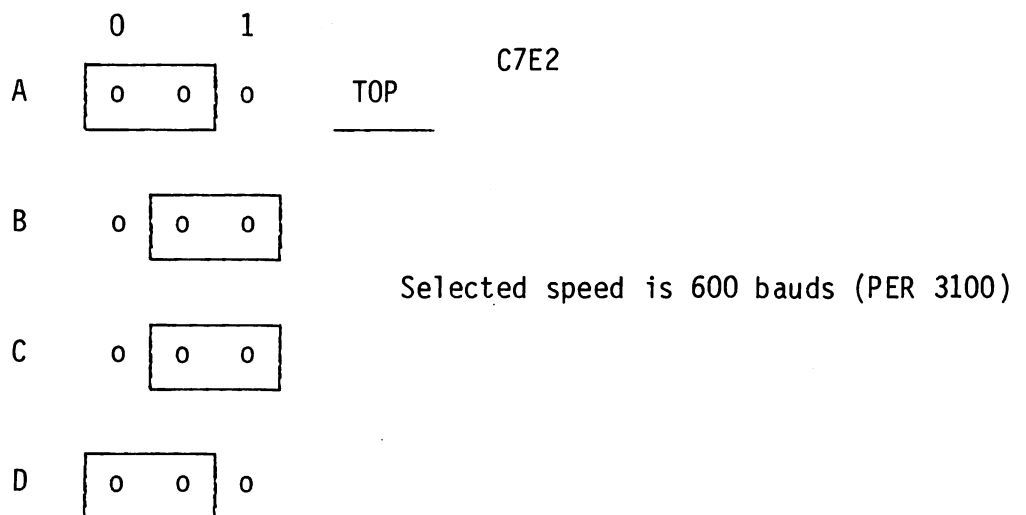 0 1
C7E2
A o o o TOP
B o o o
Selected speed is 600 bauds (PER 3100)
C o o o
D o o o